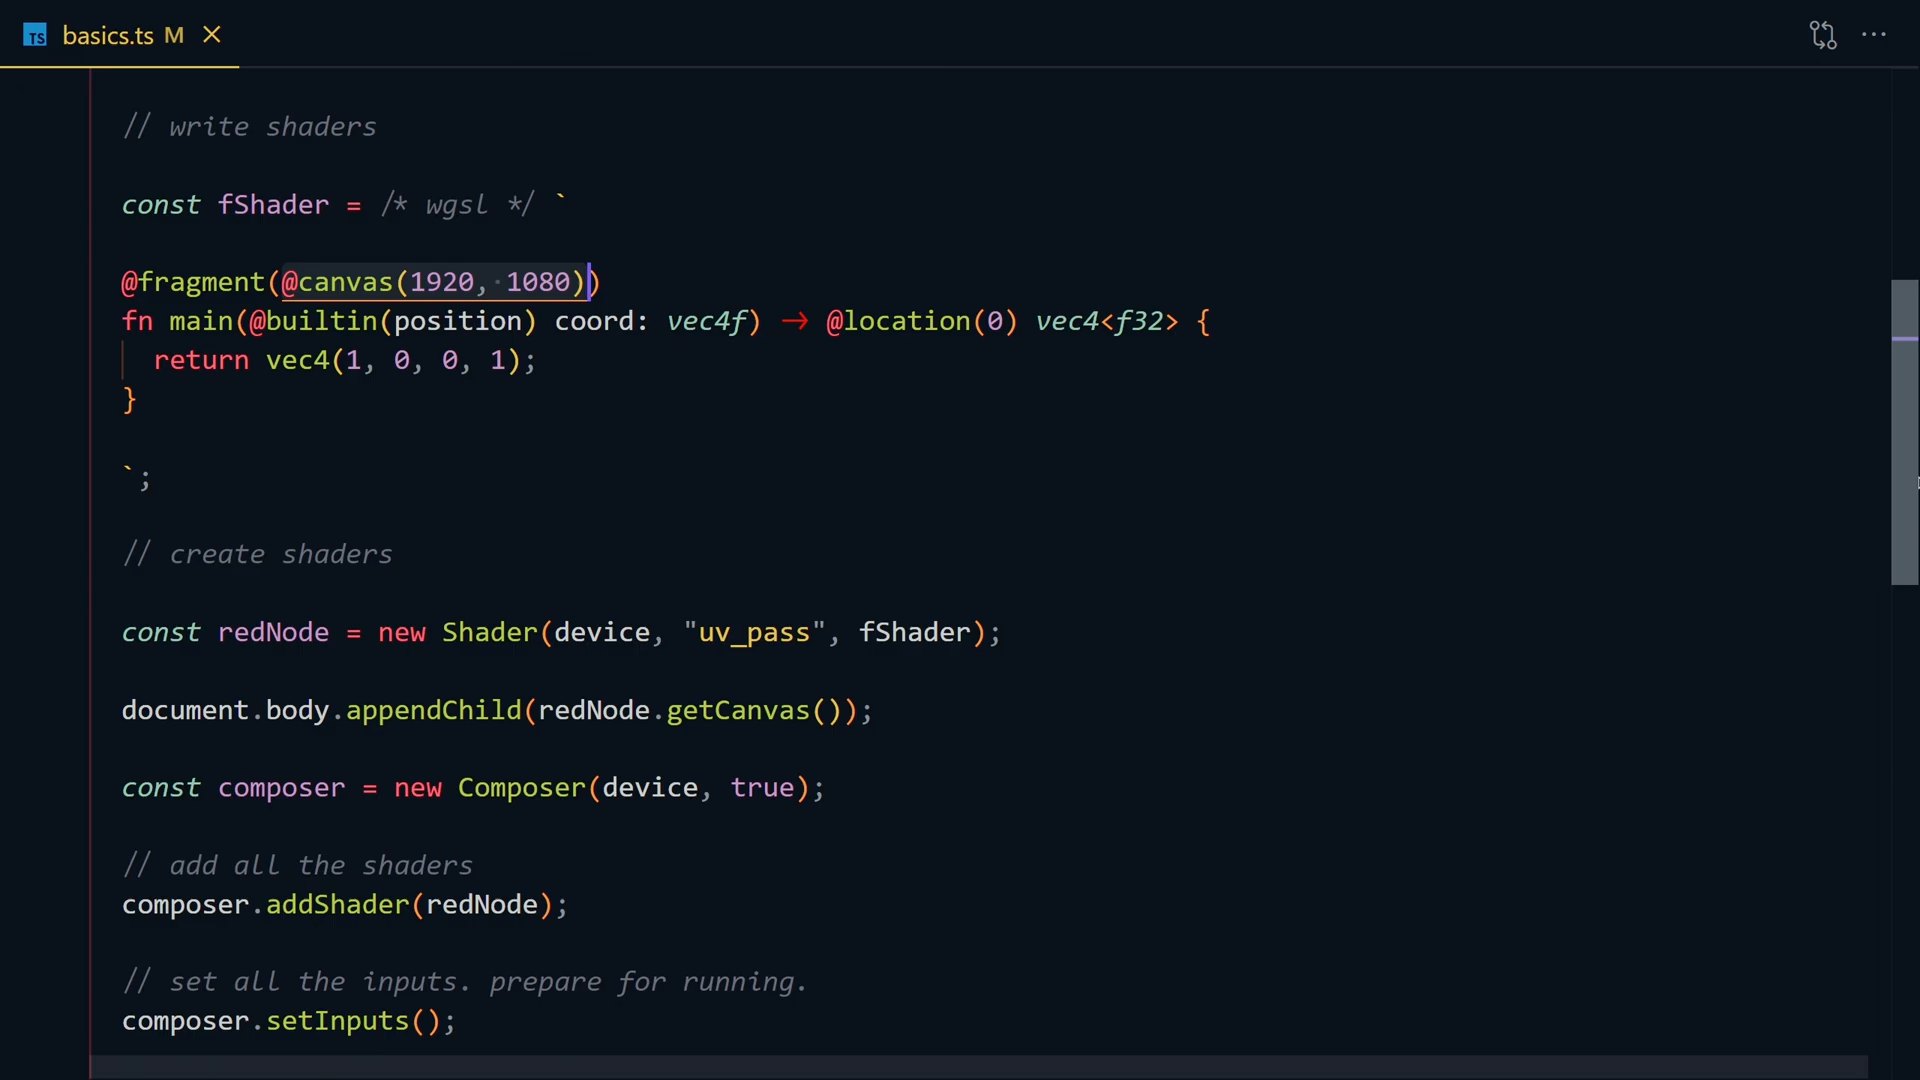 TS basics.ts M
// write shaders
const fShader = /* wgsl */ `
@fragment(@canvas(1920, 1080))
fn main(@builtin(position) coord: vec4f) -> @location(0) vec4<f32> {
return vec4(1, 0, 0, 1);
}
`;
// create shaders
const redNode = new Shader(device, "uv_pass", fShader);
document.body.appendChild(redNode.getCanvas());
const composer = new Composer(device, true);
// add all the shaders
composer.addShader(redNode);
// set all the inputs. prepare for running.
composer.setInputs();